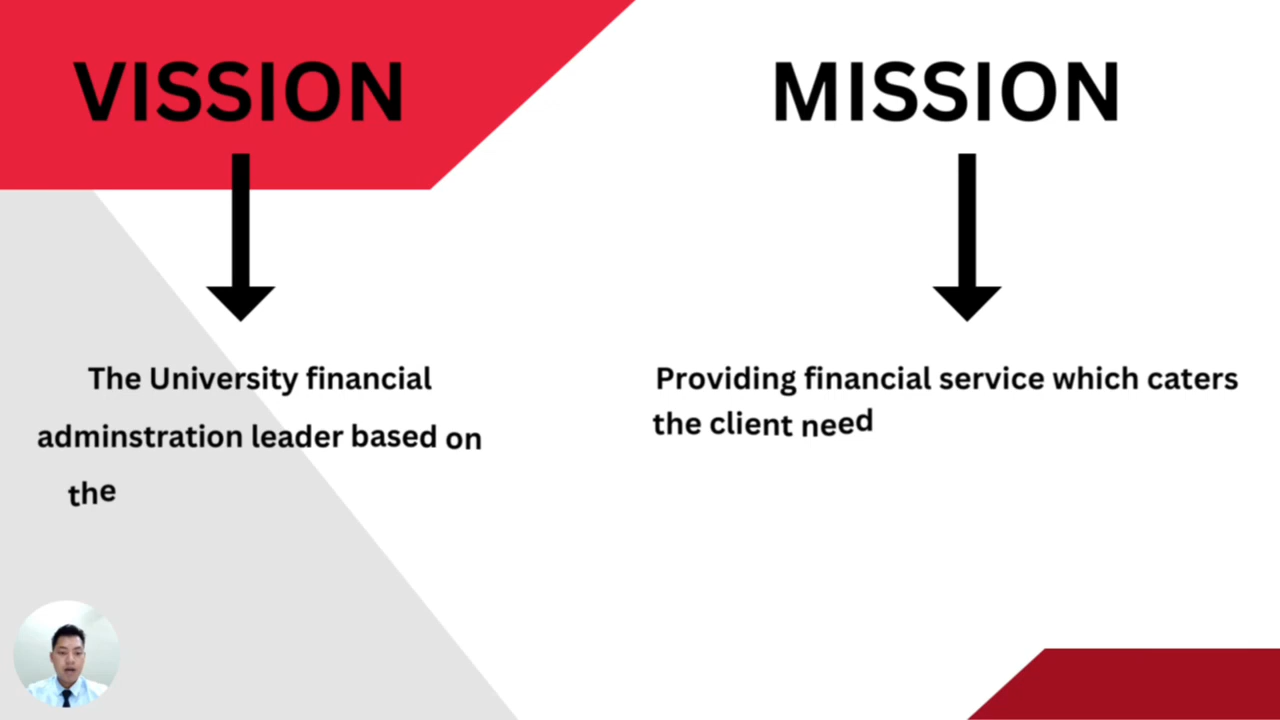 VISSION
The University financial
adminstration leader based on
the
MISSION
Providing financial service which caters
the client need